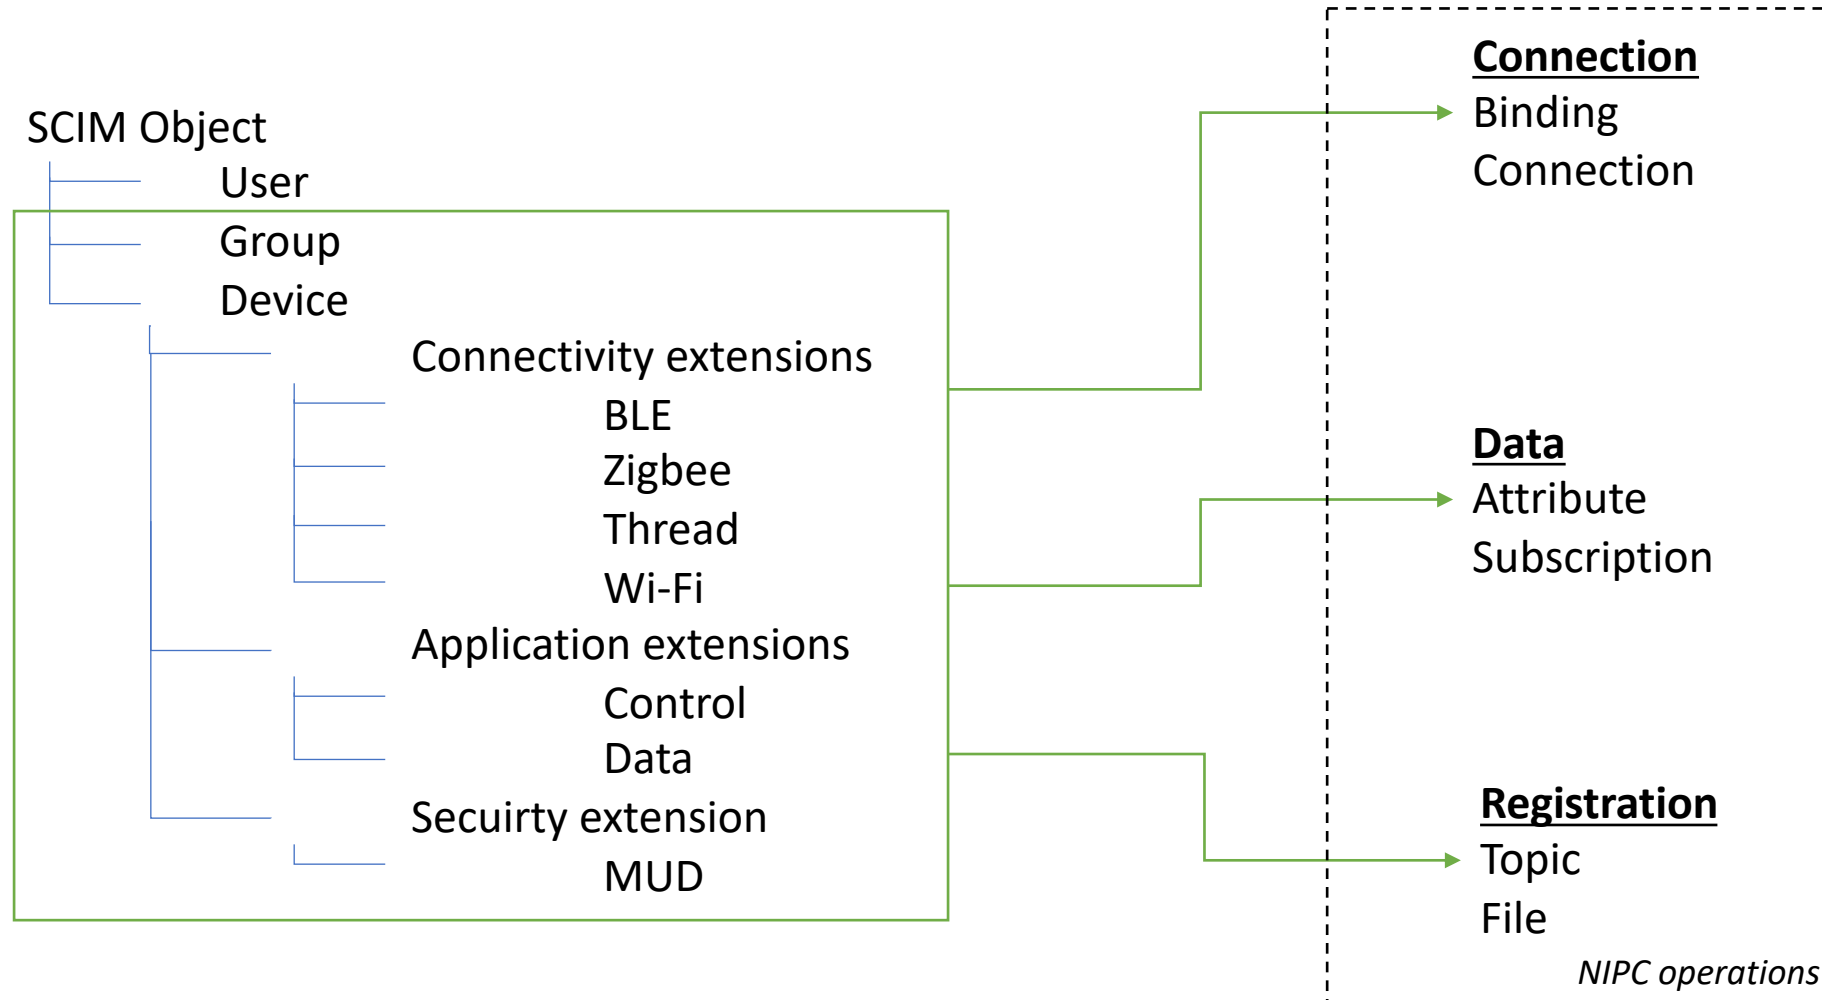 SCIM Object
User
Group
Device
Connectivity extensions
BLE
Zigbee
Thread
Wi-Fi
Application extensions
Control
Data
Secuirty extension
MUD
Connection
Binding
Connection
Data
Attribute
Subscription
Registration
Topic
File
NIPC operations